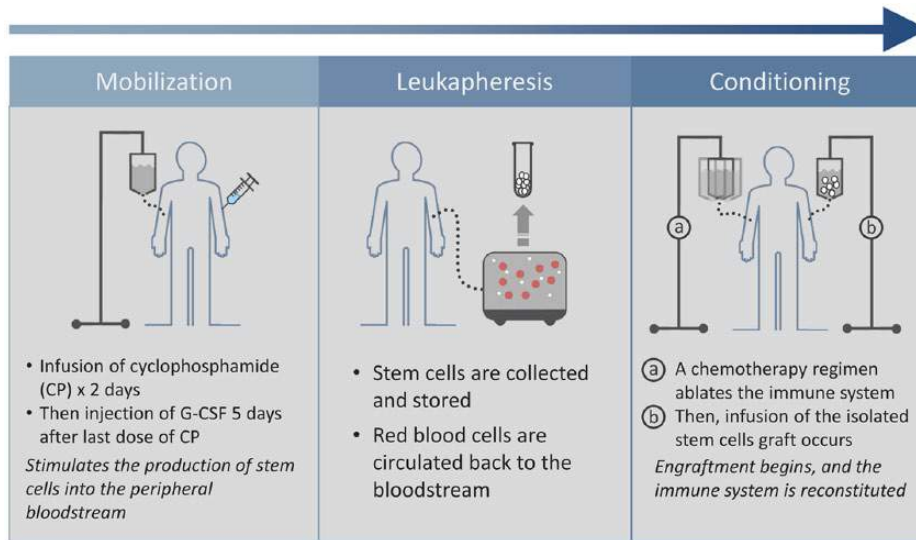 Mobilization
• Infusion of cyclophosphamide
(CP) x 2 days
• Then injection of G-CSF 5 days
after last dose of CP
Stimulates the production of stem
cells into the peripheral
bloodstream
Leukapheresis
• Stem cells are collected
and stored
• Red blood cells are
circulated back to the
bloodstream
Conditioning
a
b
a A chemotherapy regimen
ablates the immune system
b Then, infusion of the isolated
stem cells graft occurs
Engraftment begins, and the
immune system is reconstituted